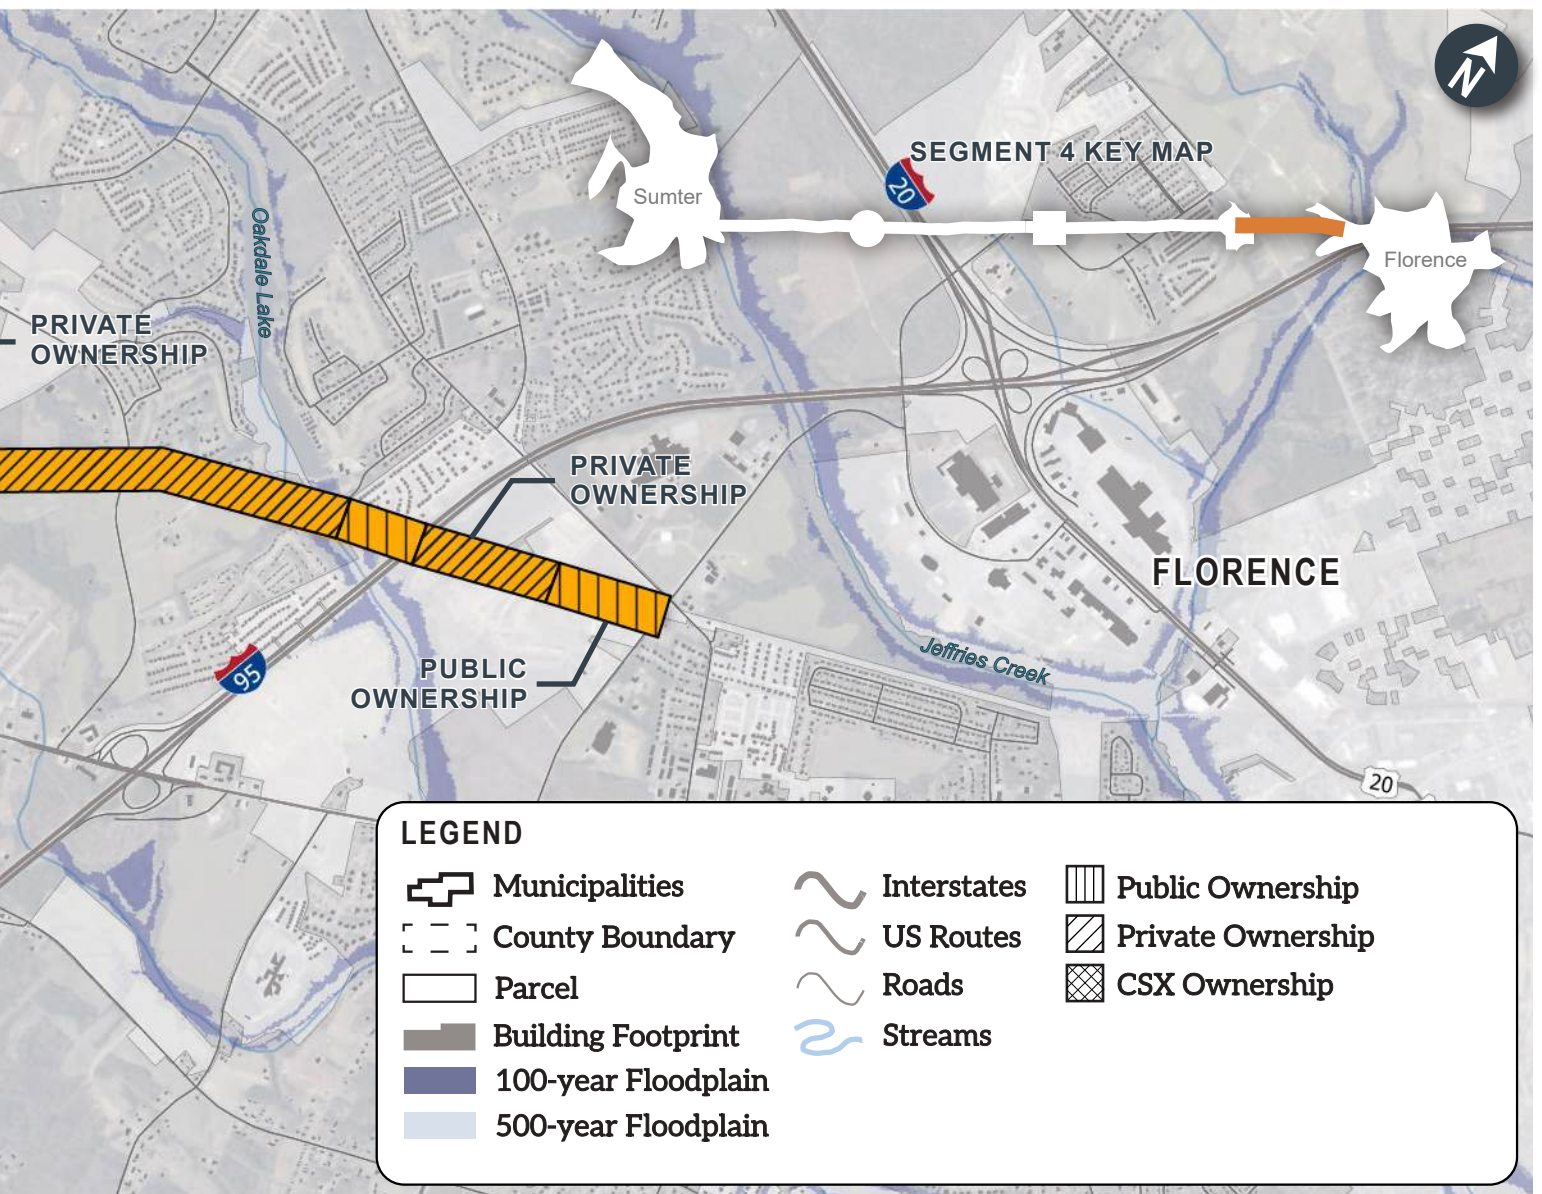 N
SEGMENT 4 KEY MAP
20
Sumter
Florence
Oakdale Lake
PRIVATE
OWNERSHIP
PRIVATE
OWNERSHIP
FLORENCE
Jeffries Creek
95
PUBLIC
OWNERSHIP
20
LEGEND
Municipalities
County Boundary
Parcel
Building Footprint
100-year Floodplain
500-year Floodplain
Interstates
US Routes
Roads
Streams
Public Ownership
Private Ownership
CSX Ownership